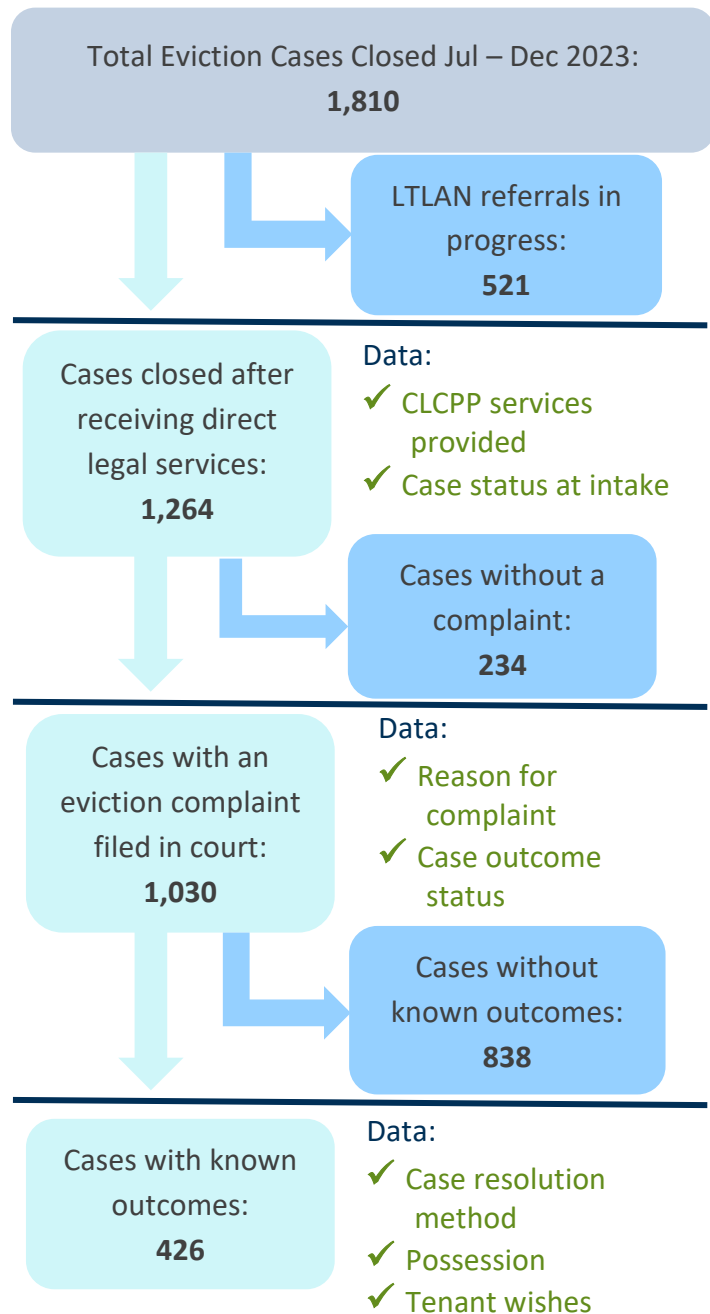 Total Eviction Cases Closed Jul – Dec 2023:
1,810
LTLAN referrals in
progress:
521
Cases closed after
receiving direct
legal services:
1,264
Data:
✓ CLCPP services
provided
✓ Case status at intake
Cases without a
complaint:
234
Cases with an
eviction complaint
filed in court:
1,030
Data:
✓ Reason for
complaint
✓ Case outcome
status
Cases without
known outcomes:
838
Cases with known
outcomes:
426
Data:
✓ Case resolution
method
✓ Possession
✓ Tenant wishes